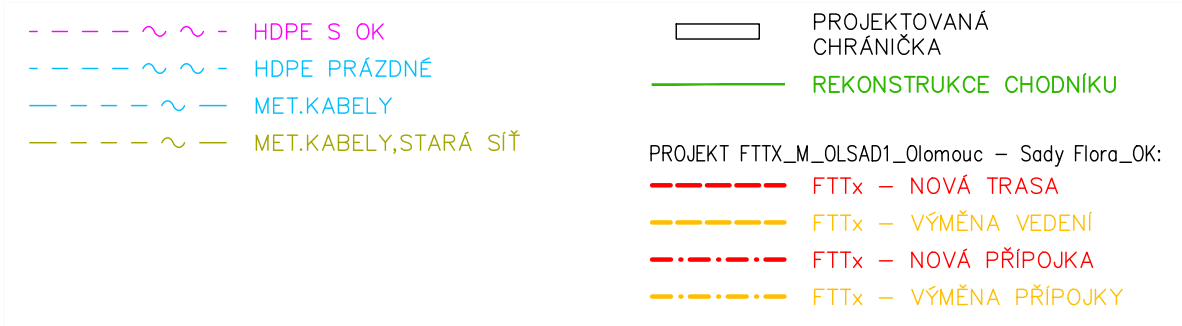 HDPE S OK
HDPE PRÁZDNÉ
MET.KABELY
MET.KABELY,STARÁ SÍŤ
PROJEKTOVANÁ
CHRÁNIČKA
REKONSTRUKCE CHODNÍKU
PROJEKT FTTX_M_OLSAD1_Olomouc – Sady Flora_OK:
FTTx – NOVÁ TRASA
FTTx – VÝMĚNA VEDENÍ
FTTx – NOVÁ PŘÍPOJKA
FTTx – VÝMĚNA PŘÍPOJKY